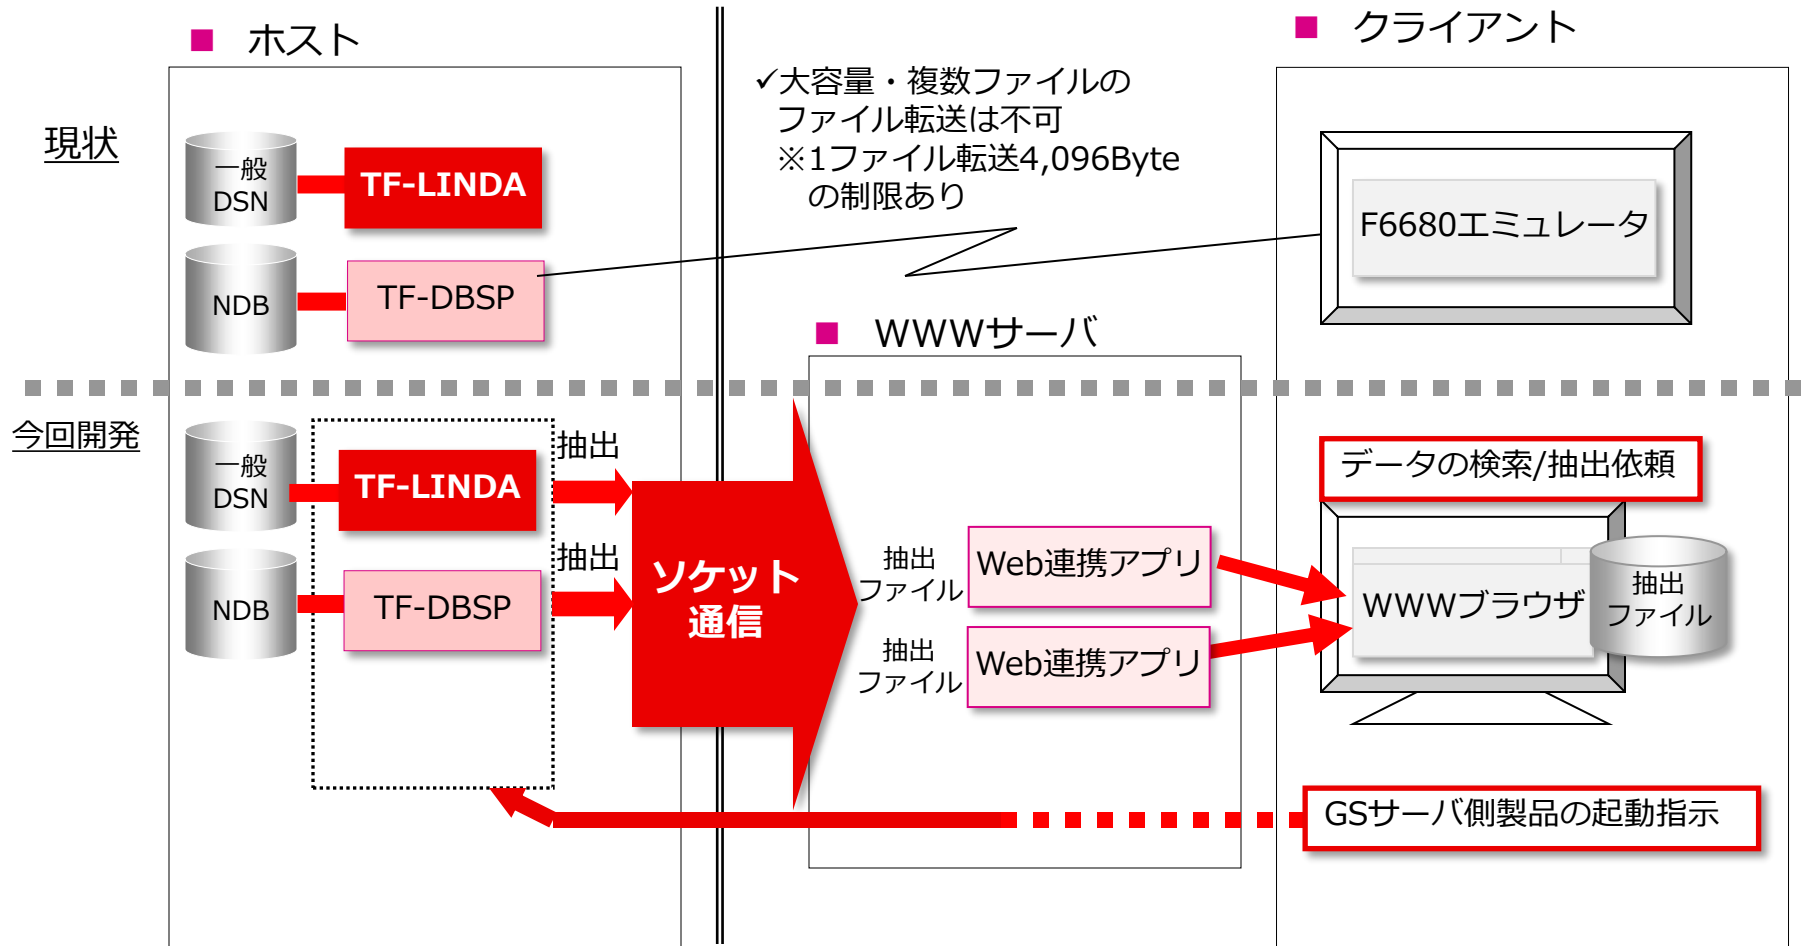 ホスト
クライアント
現状
一般
DSN
TF-LINDA
✓大容量・複数ファイルの
ファイル転送は不可
※1ファイル転送4,096Byte
の制限あり
F6680エミュレータ
NDB
TF-DBSP
WWWサーバ
今回開発
一般
DSN
TF-LINDA
抽出
データの検索/抽出依頼
NDB
TF-DBSP
抽出
ソケット
通信
抽出
ファイル
Web連携アプリ
抽出
ファイル
Web連携アプリ
WWWブラウザ
抽出
ファイル
GSサーバ側製品の起動指示